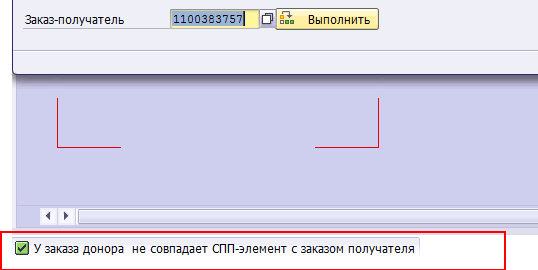 Заказ-получатель 1100383757 Выполнить
У заказа донора не совпадает СПП-элемент с заказом получателя